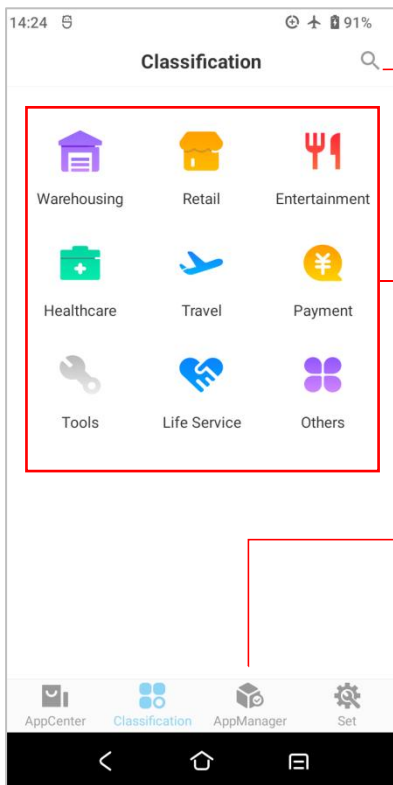 14:24 91%
Classification
Warehousing Retail Entertainment
¥
Healthcare Travel Payment
Tools Life Service Others
AppCenter Classification AppManager Set